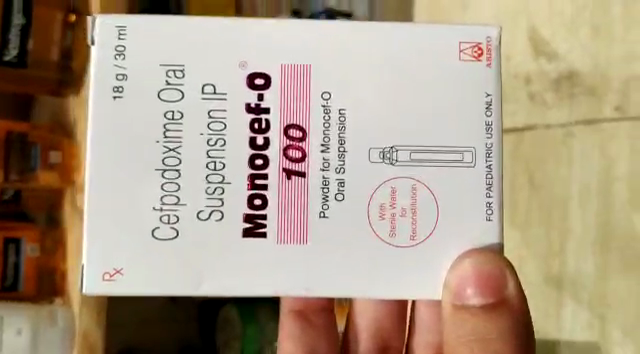 Rx
18 g / 30 ml
Cefpodoxime Oral
Suspension IP
Monocef-O®
100
Powder for Monocef-O
Oral Suspension
With
Sterile Water
for
Reconstitution
FOR PAEDIATRIC USE ONLY
ARISTO